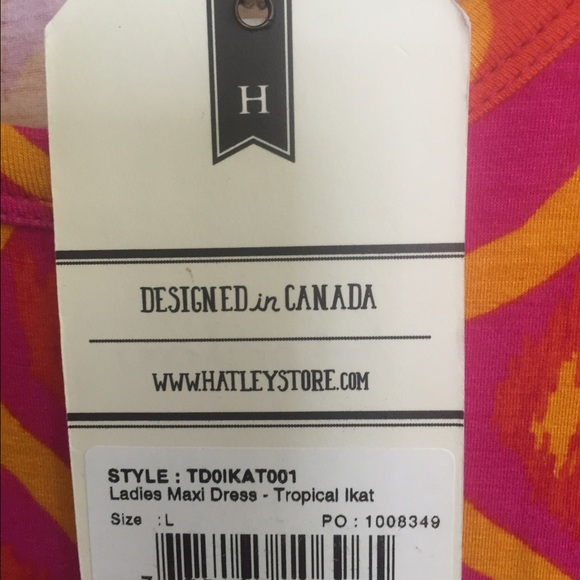 H
DESIGNED in CANADA
WWW.HATLEYSTORE.COM
STYLE : TD0IKAT001
Ladies Maxi Dress - Tropical Ikat
Size : L PO : 1008349